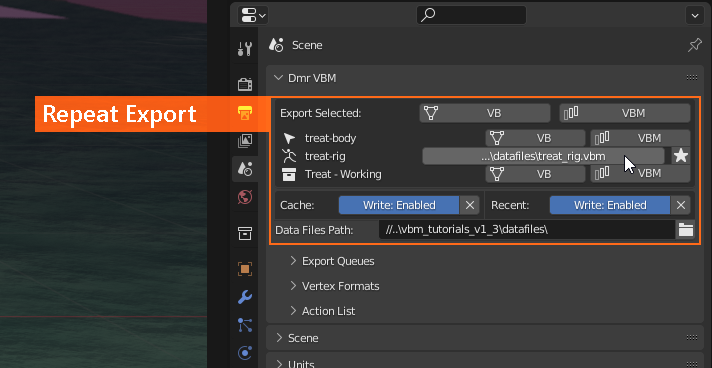 Scene
Dmr VBM
Repeat Export
Export Selected: VB VBM
treat-body VB VBM
treat-rig ...\datafiles\treat_rig.vbm
Treat - Working VB VBM
Cache: Write: Enabled Recent: Write: Enabled
Data Files Path: //..\vbm_tutorials_v1_3\datafiles\
Export Queues
Vertex Formats
Action List
Scene
Units